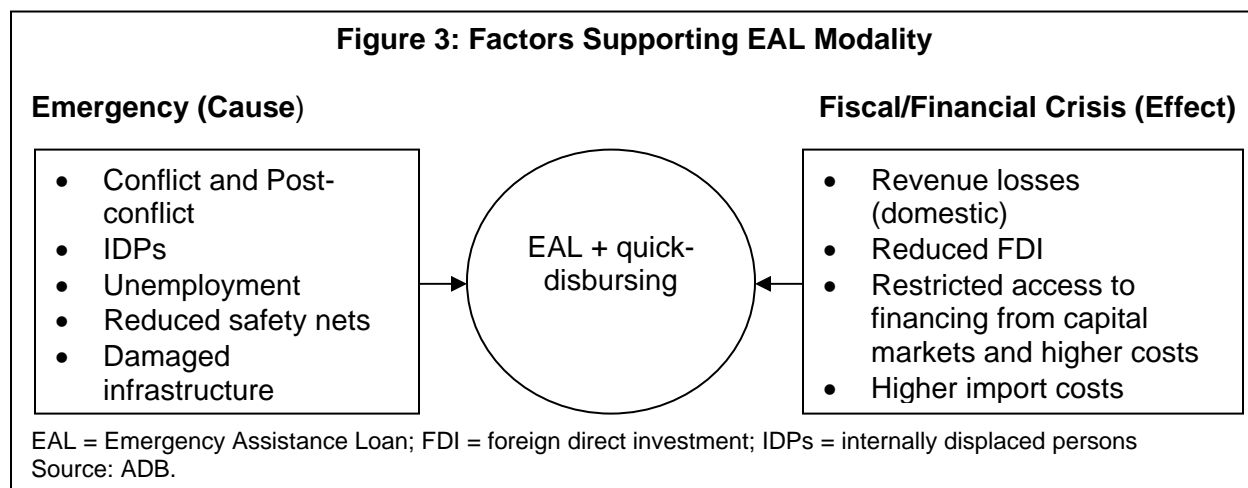 Figure 3: Factors Supporting EAL Modality
Emergency (Cause)
• Conflict and Post-
conflict
• IDPs
• Unemployment
• Reduced safety nets
• Damaged
infrastructure
EAL + quick-
disbursing
Fiscal/Financial Crisis (Effect)
• Revenue losses
(domestic)
• Reduced FDI
• Restricted access to
financing from capital
markets and higher costs
• Higher import costs
EAL = Emergency Assistance Loan; FDI = foreign direct investment; IDPs = internally displaced persons
Source: ADB.